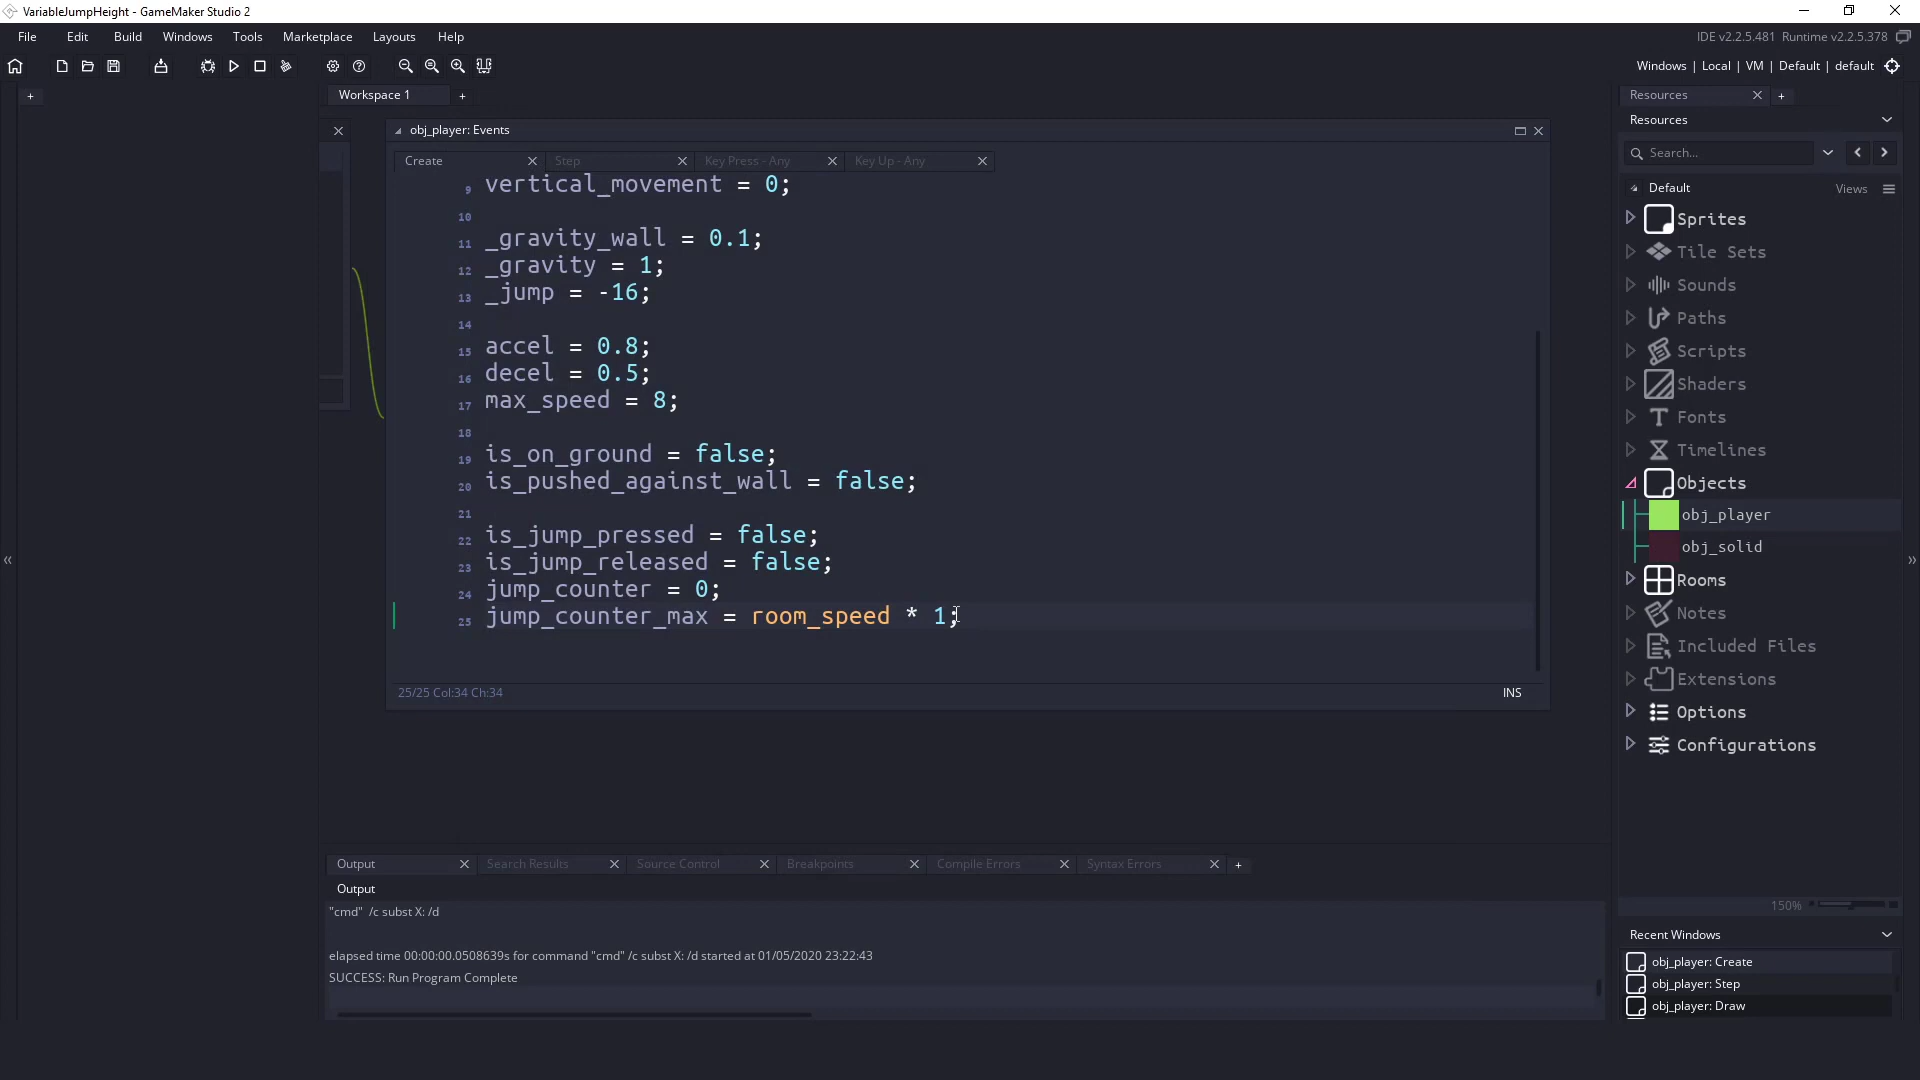 VariableJumpHeight - GameMaker Studio 2
File Edit Build Windows Tools Marketplace Layouts Help
IDE v2.2.5.481 Runtime v2.2.5.378
Windows | Local | VM | Default | default
Workspace 1
obj_player: Events
Create Step Key Press - Any Key Up - Any
9 vertical_movement = 0;
10
11 _gravity_wall = 0.1;
12 _gravity = 1;
13 _jump = -16;
14
15 accel = 0.8;
16 decel = 0.5;
17 max_speed = 8;
18
19 is_on_ground = false;
20 is_pushed_against_wall = false;
21
22 is_jump_pressed = false;
23 is_jump_released = false;
24 jump_counter = 0;
25 jump_counter_max = room_speed * 1;
25/25 Col:34 Ch:34
INS
Output Search Results Source Control Breakpoints Compile Errors Syntax Errors
Output
"cmd" /c subst X: /d
elapsed time 00:00:00.0508639s for command "cmd" /c subst X: /d started at 01/05/2020 23:22:43
SUCCESS: Run Program Complete
Resources
Resources
Search...
Default
Views
Sprites
Tile Sets
Sounds
Paths
Scripts
Shaders
Fonts
Timelines
Objects
obj_player
obj_solid
Rooms
Notes
Included Files
Extensions
Options
Configurations
150%
Recent Windows
obj_player: Create
obj_player: Step
obj_player: Draw